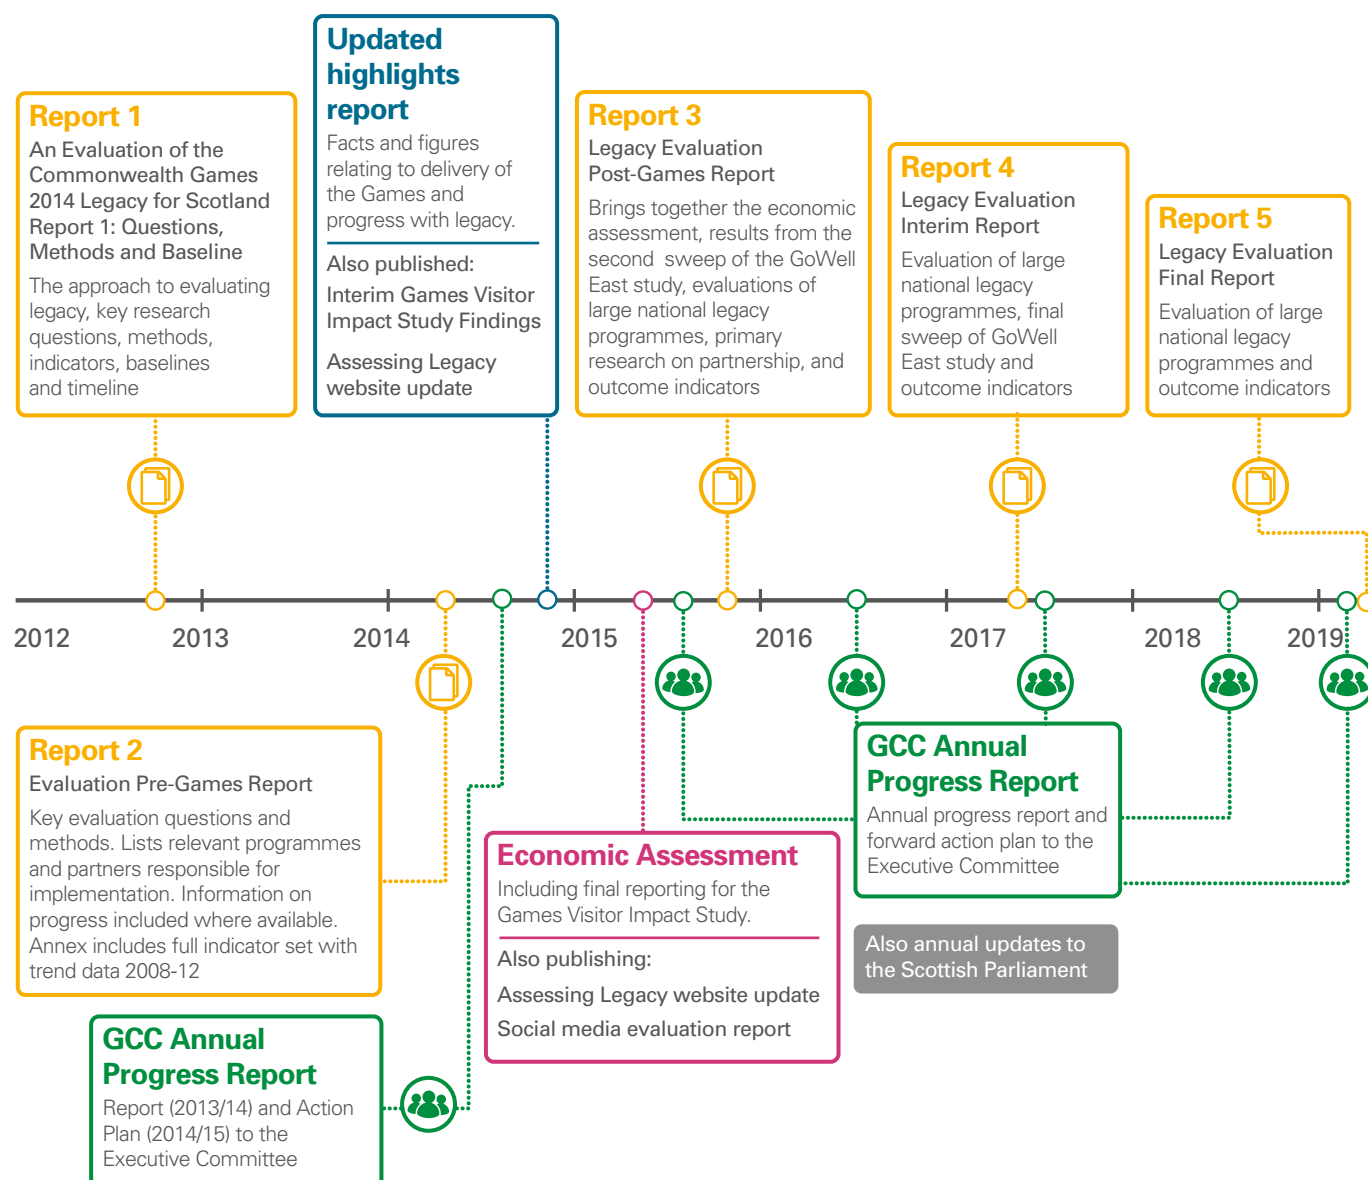 Updated
highlights
report
Facts and figures
relating to delivery of
the Games and
progress with legacy.
Also published:
Interim Games Visitor
Impact Study Findings
Assessing Legacy
website update
Report 1
An Evaluation of the
Commonwealth Games
2014 Legacy for Scotland
Report 1: Questions,
Methods and Baseline
The approach to evaluating
legacy, key research
questions, methods,
indicators, baselines
and timeline
Report 3
Legacy Evaluation
Post-Games Report
Brings together the economic
assessment, results from the
second sweep of the GoWell
East study, evaluations of
large national legacy
programmes, primary
research on partnership, and
outcome indicators
Report 4
Legacy Evaluation
Interim Report
Evaluation of large
national legacy
programmes, final
sweep of GoWell
East study and
outcome indicators
Report 5
Legacy Evaluation
Final Report
Evaluation of large
national legacy
programmes and
outcome indicators
2012 2013 2014 2015 2016 2017 2018 2019
Report 2
Evaluation Pre-Games Report
Key evaluation questions and
methods. Lists relevant programmes
and partners responsible for
implementation. Information on
progress included where available.
Annex includes full indicator set with
trend data 2008-12
GCC Annual
Progress Report
Annual progress report and
forward action plan to the
Executive Committee
Economic Assessment
Including final reporting for the
Games Visitor Impact Study.
Also publishing:
Assessing Legacy website update
Social media evaluation report
Also annual updates to
the Scottish Parliament
GCC Annual
Progress Report
Report (2013/14) and Action
Plan (2014/15) to the
Executive Committee